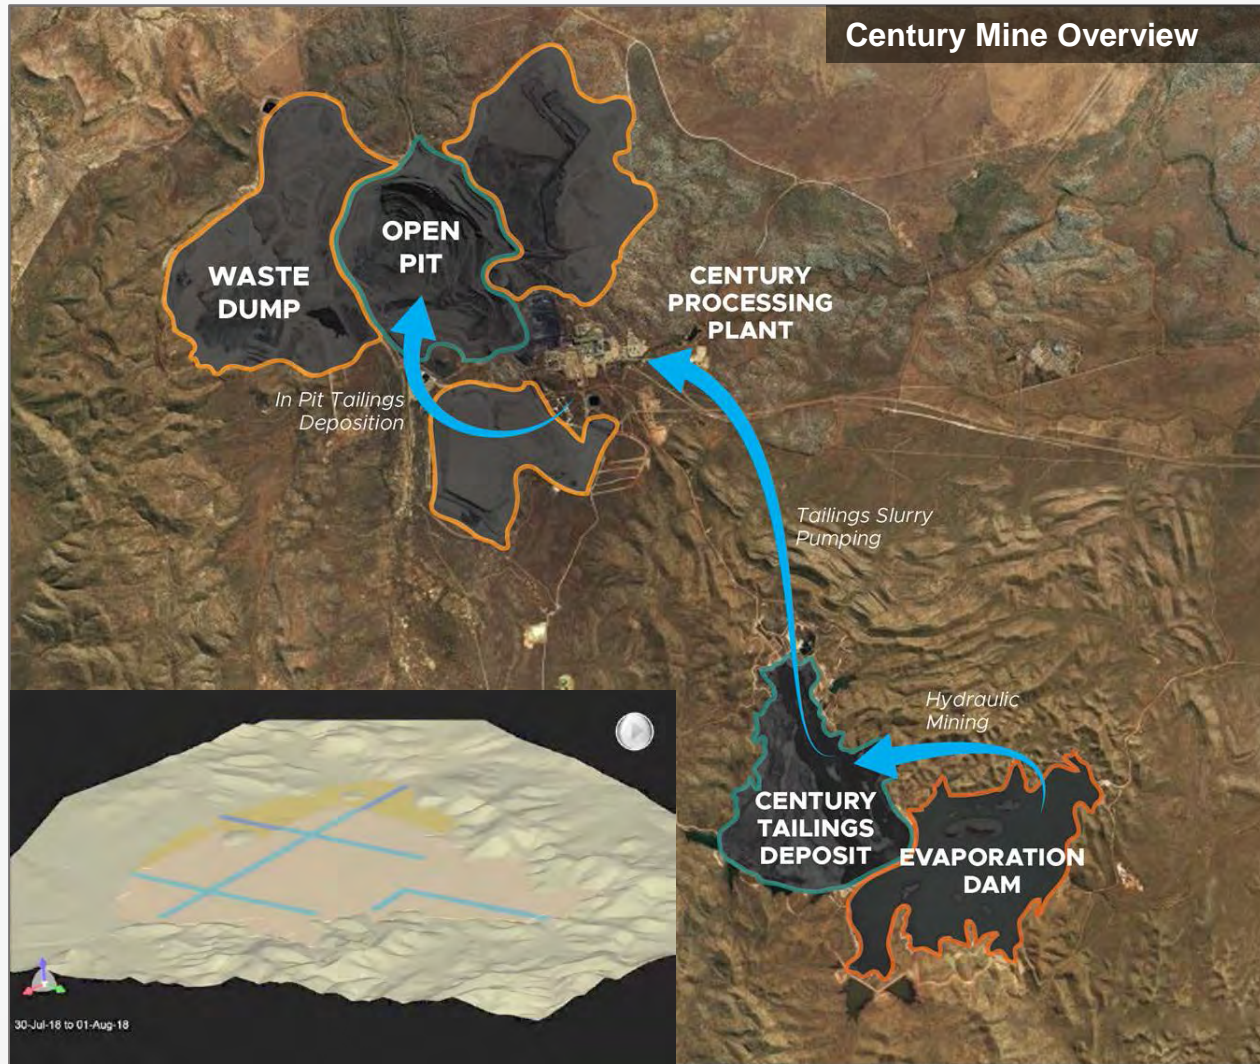 Century Mine Overview
OPEN
PIT
WASTE
DUMP
CENTURY
PROCESSING
PLANT
In Pit Tailings
Deposition
Tailings Slurry
Pumping
Hydraulic
Mining
CENTURY
TAILINGS
DEPOSIT
EVAPORATION
DAM
30-Jul-18 to 01-Aug-18